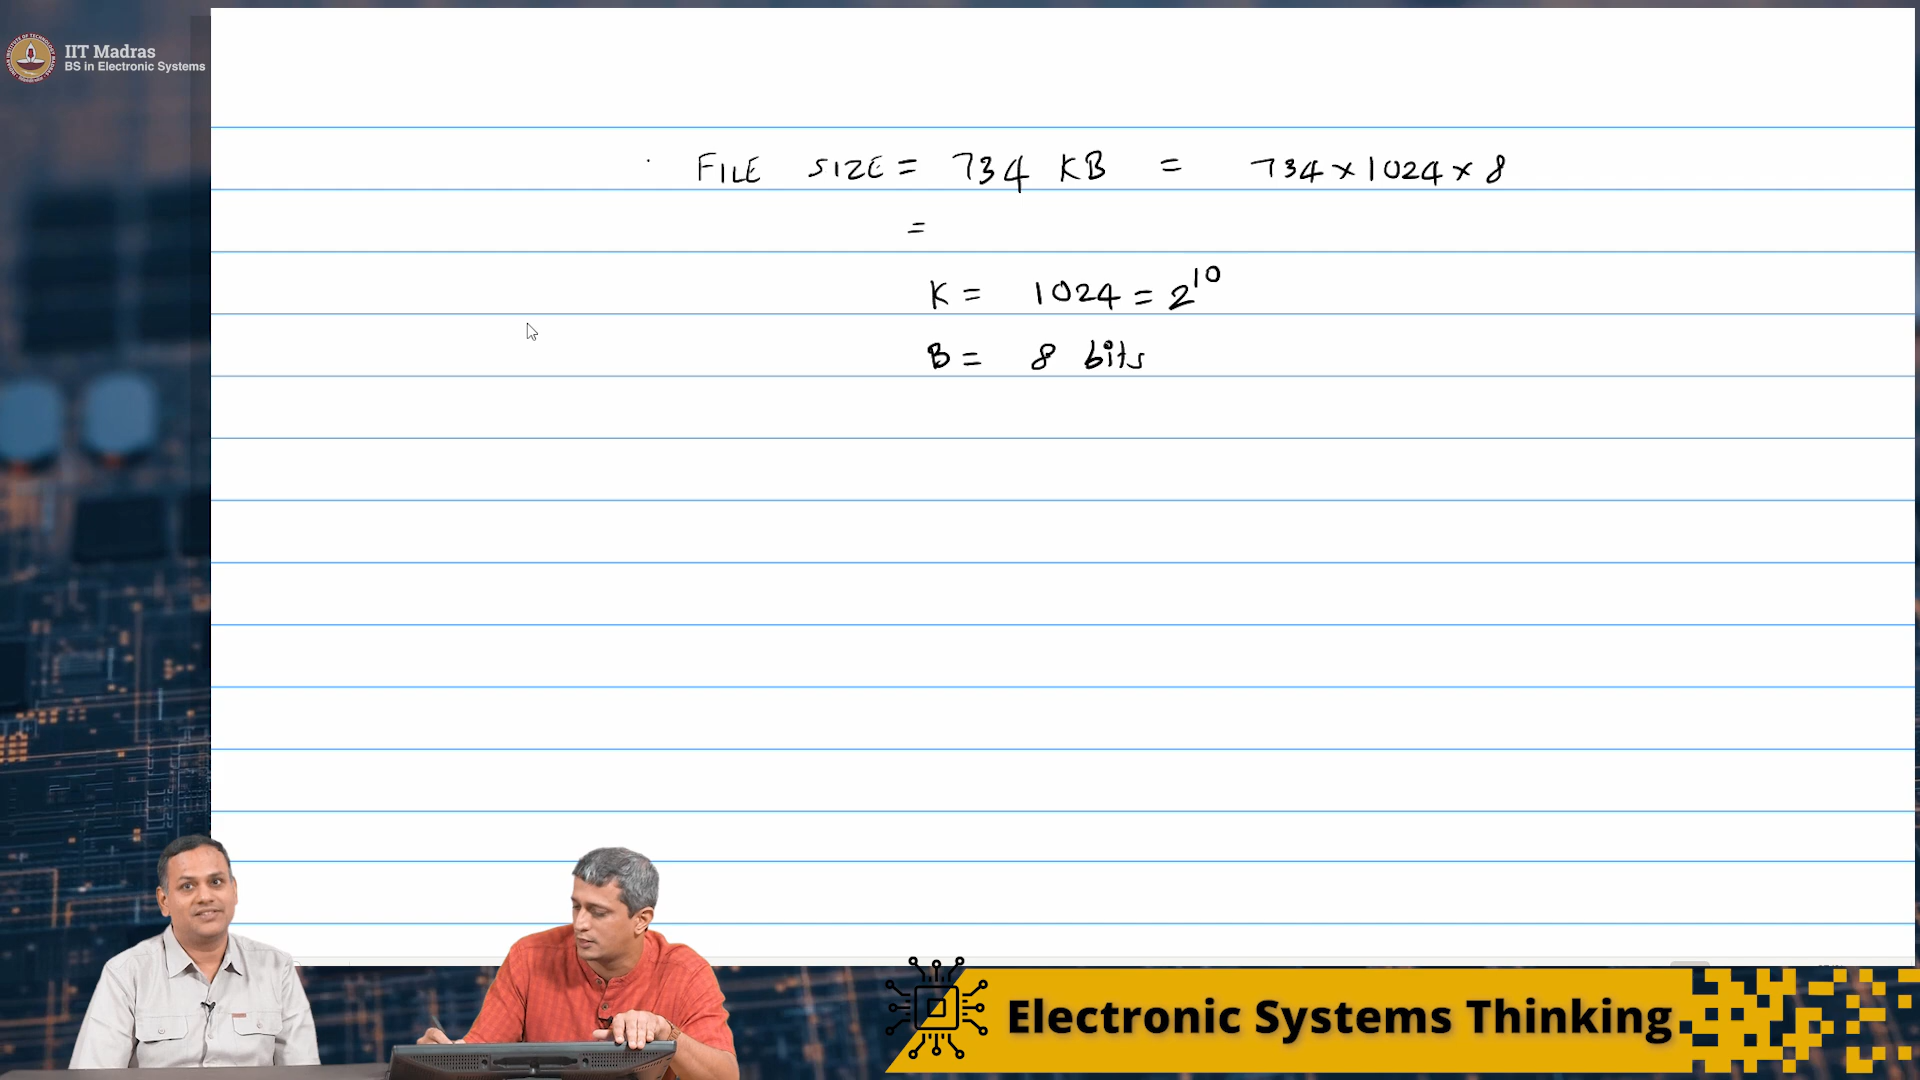 IIT Madras
BS in Electronic Systems
FILE SIZE = 734 KB = 734 × 1024 × 8
=
K = 1024 = 2^10
B = 8 bits
Electronic Systems Thinking